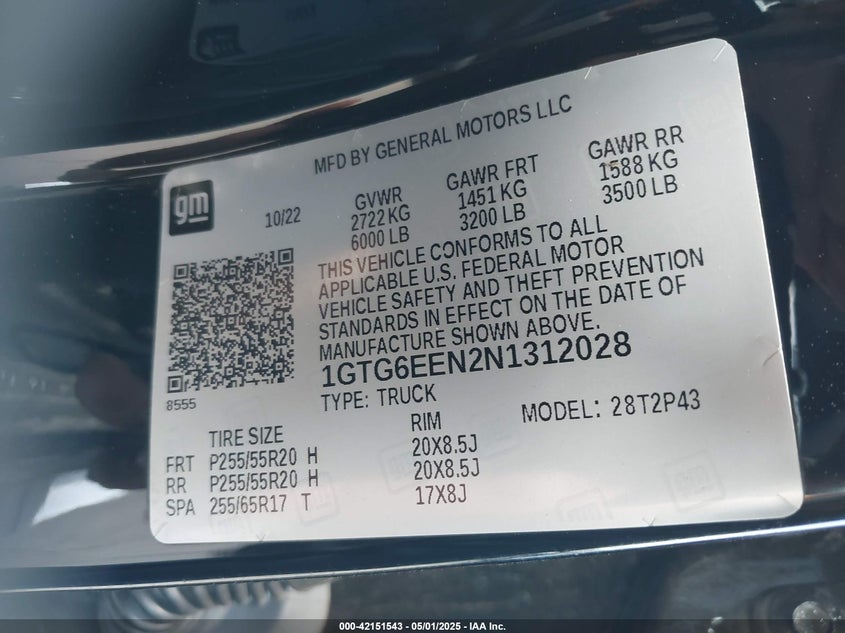 MFD BY GENERAL MOTORS LLC
gm
10/22
GVWR
2722 KG
6000 LB
GAWR FRT
1451 KG
3200 LB
GAWR RR
1588 KG
3500 LB
THIS VEHICLE CONFORMS TO ALL
APPLICABLE U.S. FEDERAL MOTOR
VEHICLE SAFETY AND THEFT PREVENTION
STANDARDS IN EFFECT ON THE DATE OF
MANUFACTURE SHOWN ABOVE.
1GTG6EEN2N1312028
8555
TYPE: TRUCK
MODEL: 28T2P43
TIRE SIZE RIM
FRT P255/55R20 H 20X8.5J
RR P255/55R20 H 20X8.5J
SPA 255/65R17 T 17X8J
000-42151543 - 05/01/2025 - IAA Inc.